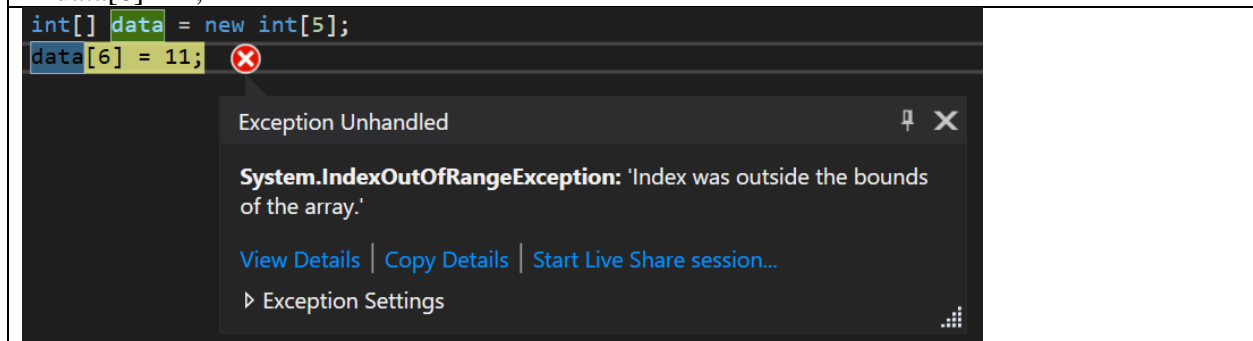 int[] data = new int[5];
data[6] = 11;
Exception Unhandled
System.IndexOutOfRangeException: 'Index was outside the bounds
of the array.'
View Details | Copy Details | Start Live Share session...
Exception Settings